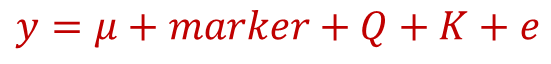 y = μ + marker + Q + K + e